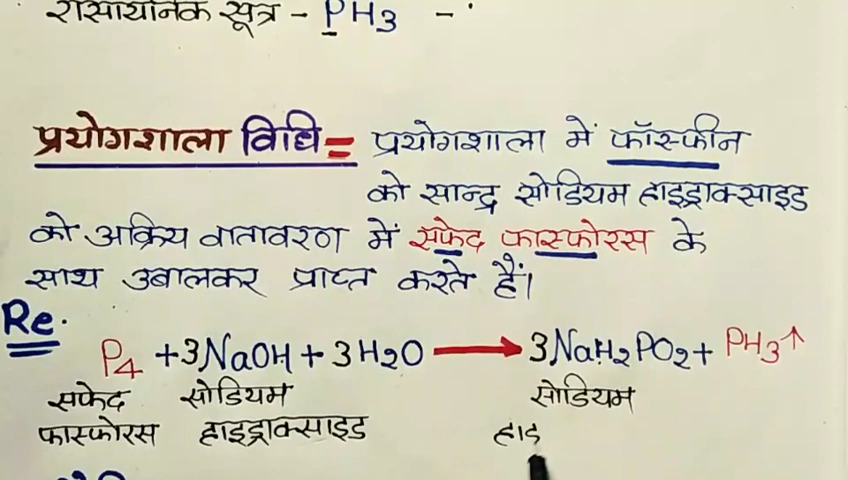 रासायनिक सूत्र - PH₃ -
प्रयोगशाला विधि = प्रयोगशाला में फॉस्फीन
को सान्द्र सोडियम हाइड्राक्साइड
को अक्रिय वातावरण में सफेद फास्फोरस के
साथ उबालकर प्राप्त करते हैं।
Re.
P₄ + 3NaOH + 3H₂O → 3NaH₂PO₂ + PH₃↑
सफेद सोडियम सोडियम
फास्फोरस हाइड्राक्साइड हाइ